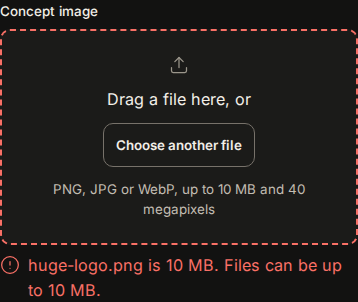 Concept image
Drag a file here, or
Choose another file
PNG, JPG or WebP, up to 10 MB and 40
megapixels
huge-logo.png is 10 MB. Files can be up
to 10 MB.